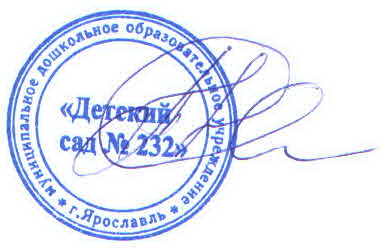 муниципальное дошкольное образовательное учреждение
«Детский
сад № 232»
* г.Ярославль *